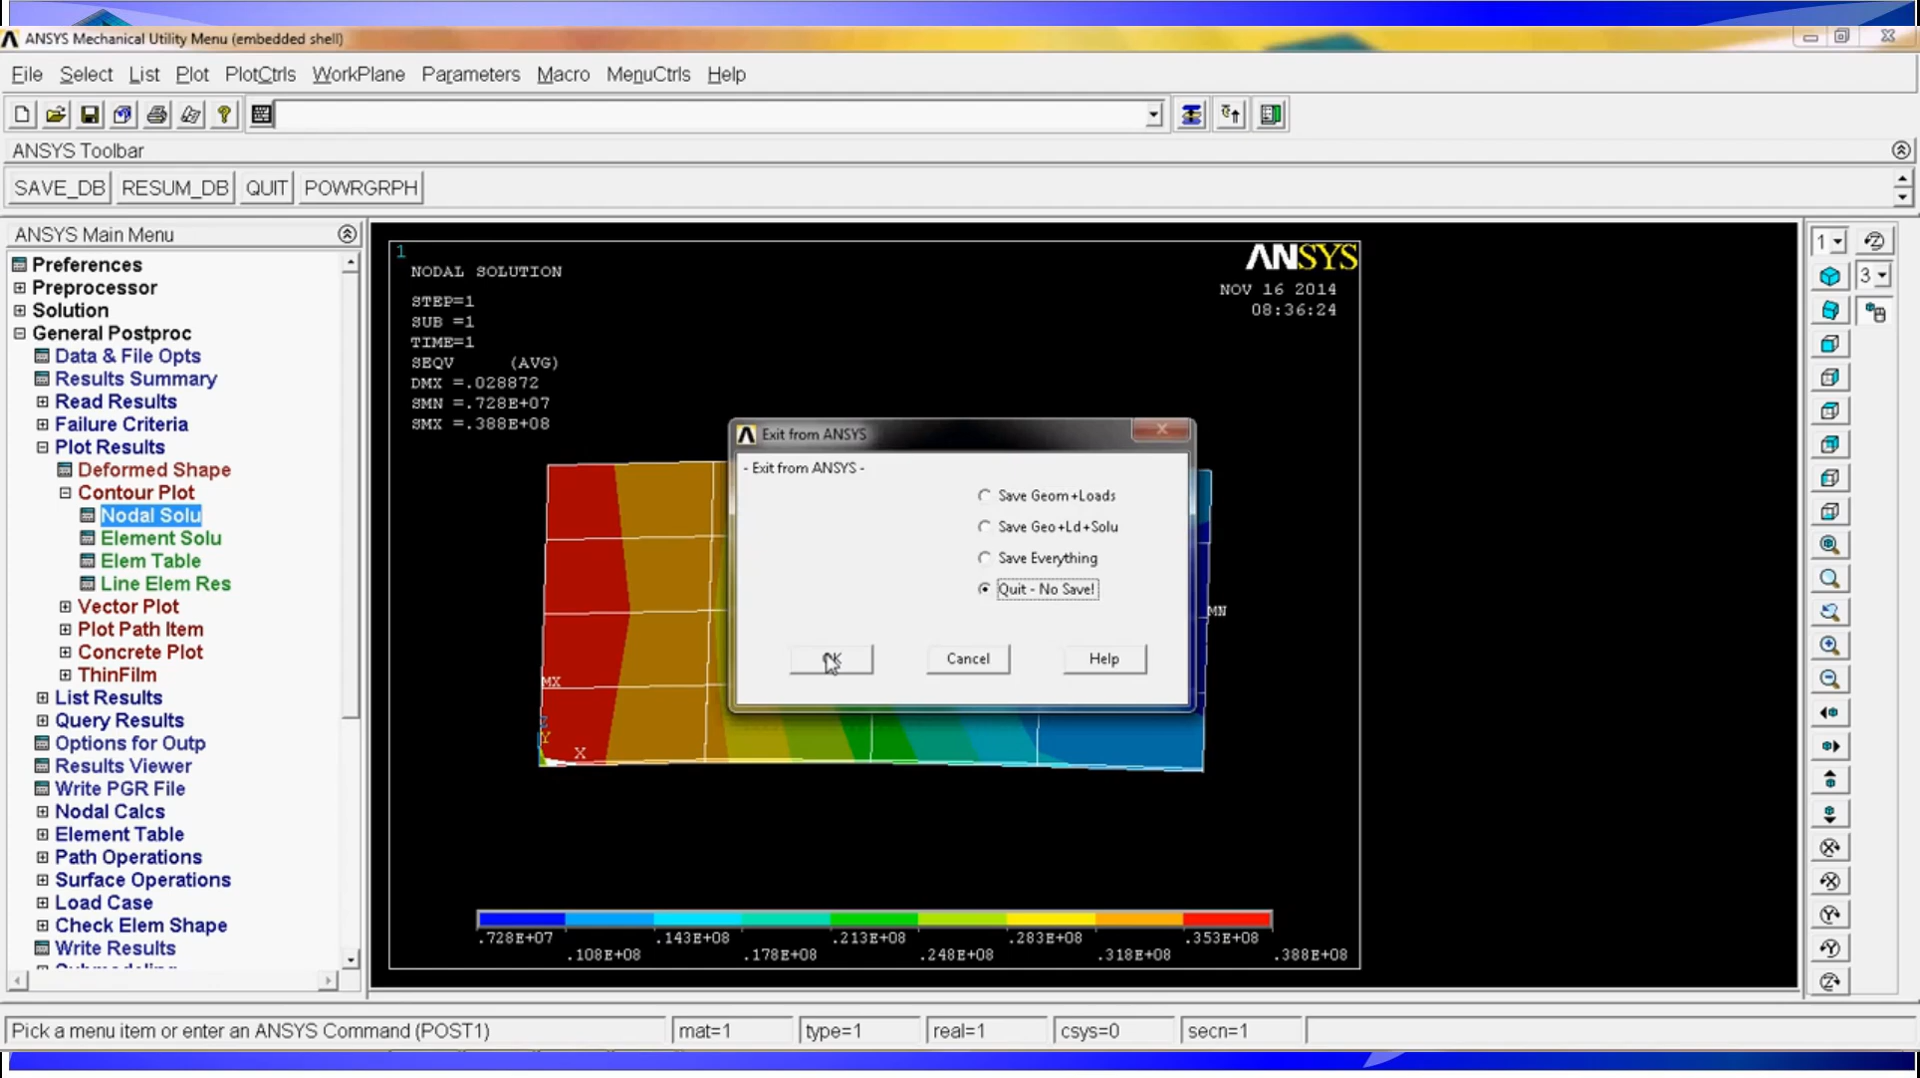 ANSYS Mechanical Utility Menu (embedded shell)
File Select List Plot PlotCtrls WorkPlane Parameters Macro MenuCtrls Help
ANSYS Toolbar
SAVE_DB RESUM_DB QUIT POWRGRPH
ANSYS Main Menu
Preferences
Preprocessor
Solution
General Postproc
Data & File Opts
Results Summary
Read Results
Failure Criteria
Plot Results
Deformed Shape
Contour Plot
Nodal Solu
Element Solu
Elem Table
Line Elem Res
Vector Plot
Plot Path Item
Concrete Plot
ThinFilm
List Results
Query Results
Options for Outp
Results Viewer
Write PGR File
Nodal Calcs
Element Table
Path Operations
Surface Operations
Load Case
Check Elem Shape
Write Results
1
NODAL SOLUTION
STEP=1
SUB =1
TIME=1
SEQV (AVG)
DMX =.028872
SMN =.728E+07
SMX =.388E+08
ANSYS
NOV 16 2014
08:36:24
Exit from ANSYS
- Exit from ANSYS -
Save Geom+Loads
Save Geo+Ld+Solu
Save Everything
Quit - No Save!
OK Cancel Help
MN
MX
Z
Y
X
.728E+07 .143E+08 .213E+08 .283E+08 .353E+08
.108E+08 .178E+08 .248E+08 .318E+08 .388E+08
1
3
Pick a menu item or enter an ANSYS Command (POST1) mat=1 type=1 real=1 csys=0 secn=1